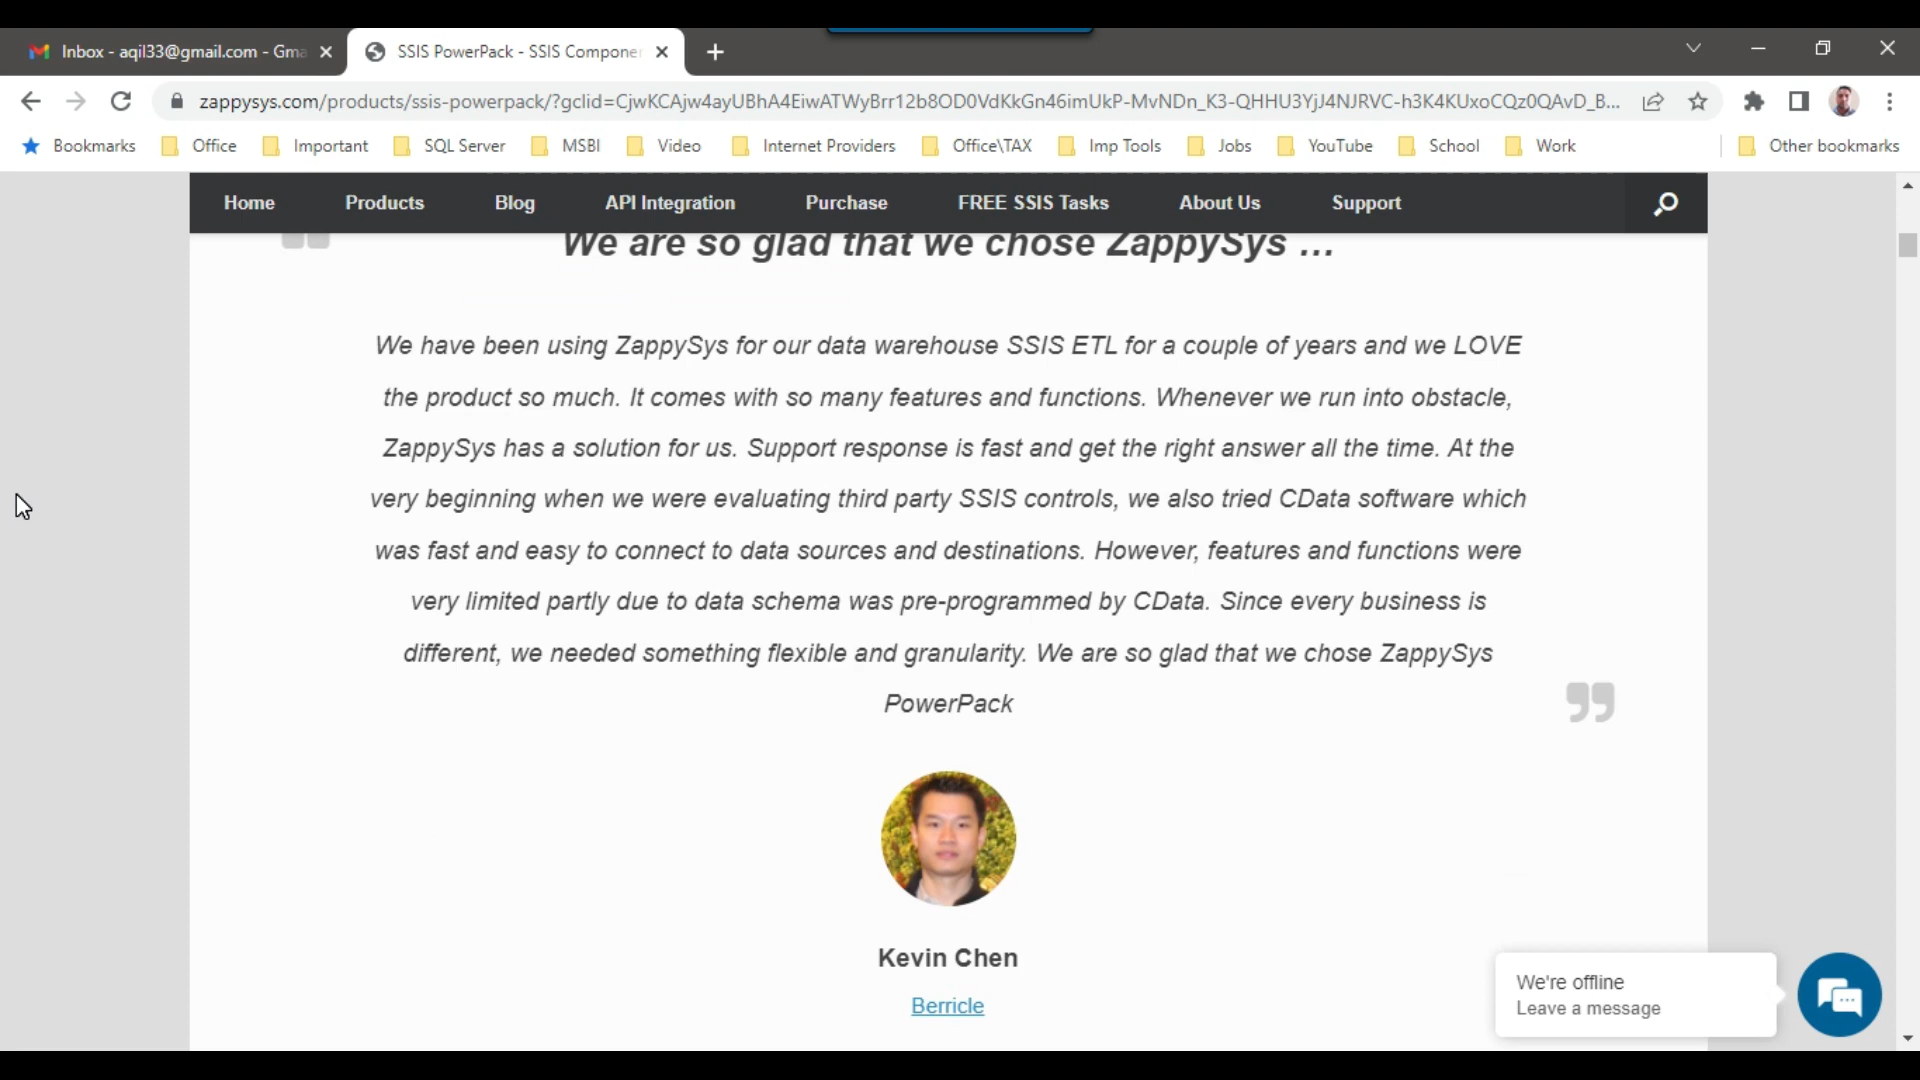 Inbox - aqil33@gmail.com - Gma
SSIS PowerPack - SSIS Componen
zappysys.com/products/ssis-powerpack/?gclid=CjwKCAjw4ayUBhA4EiwATWyBrr12b8OD0VdKkGn46imUkP-MvNDn_K3-QHHU3YjJ4NJRVC-h3K4KUxoCQz0QAvD_B...
Bookmarks Office Important SQL Server MSBI Video Internet Providers Office\TAX Imp Tools Jobs YouTube School Work Other bookmarks
Home Products Blog API Integration Purchase FREE SSIS Tasks About Us Support
We are so glad that we chose ZappySys ...
We have been using ZappySys for our data warehouse SSIS ETL for a couple of years and we LOVE
the product so much. It comes with so many features and functions. Whenever we run into obstacle,
ZappySys has a solution for us. Support response is fast and get the right answer all the time. At the
very beginning when we were evaluating third party SSIS controls, we also tried CData software which
was fast and easy to connect to data sources and destinations. However, features and functions were
very limited partly due to data schema was pre-programmed by CData. Since every business is
different, we needed something flexible and granularity. We are so glad that we chose ZappySys
PowerPack
Kevin Chen
Berricle
We're offline
Leave a message